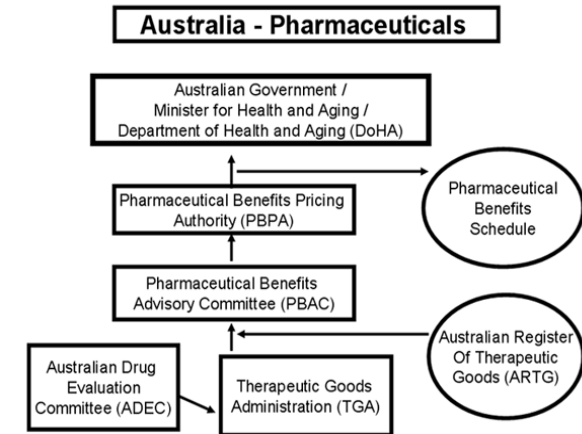 Australia - Pharmaceuticals
Australian Government /
Minister for Health and Aging /
Department of Health and Aging (DoHA)
Pharmaceutical Benefits Pricing
Authority (PBPA)
Pharmaceutical
Benefits
Schedule
Pharmaceutical Benefits
Advisory Committee (PBAC)
Australian Register
Of Therapeutic
Goods (ARTG)
Australian Drug
Evaluation
Committee (ADEC)
Therapeutic Goods
Administration (TGA)